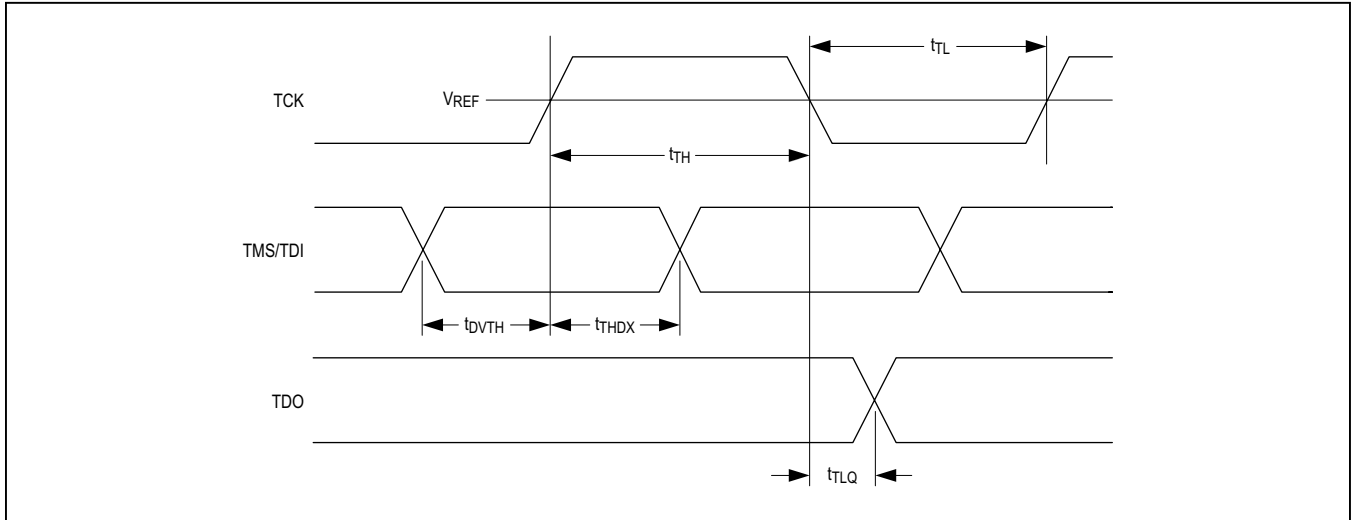 tTL
TCK
VREF
tTH
TMS/TDI
tDVTH
tTHDX
TDO
tTLQ